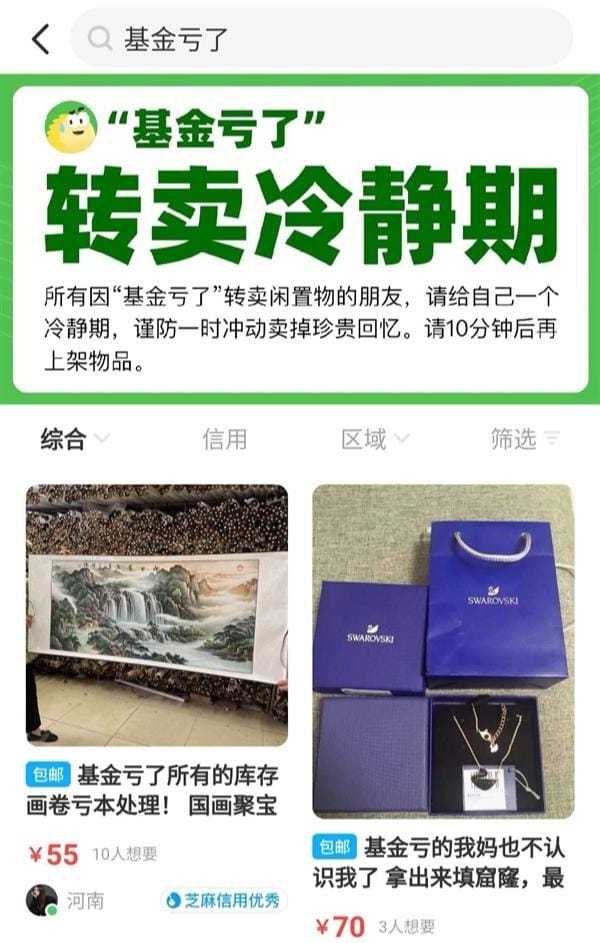 基金亏了
“基金亏了”
转卖冷静期
所有因“基金亏了”转卖闲置物的朋友，请给自己一个
冷静期，谨防一时冲动卖掉珍贵回忆。请10分钟后再
上架物品。
综合
信用
区域
筛选
SWAROVSKI
SWAROVSKI
包邮 基金亏了所有的库存
画卷亏本处理！ 国画聚宝
¥55 10人想要
河南
芝麻信用优秀
包邮 基金亏的我妈也不认
识我了 拿出来填窟窿，最
¥70 3人想要